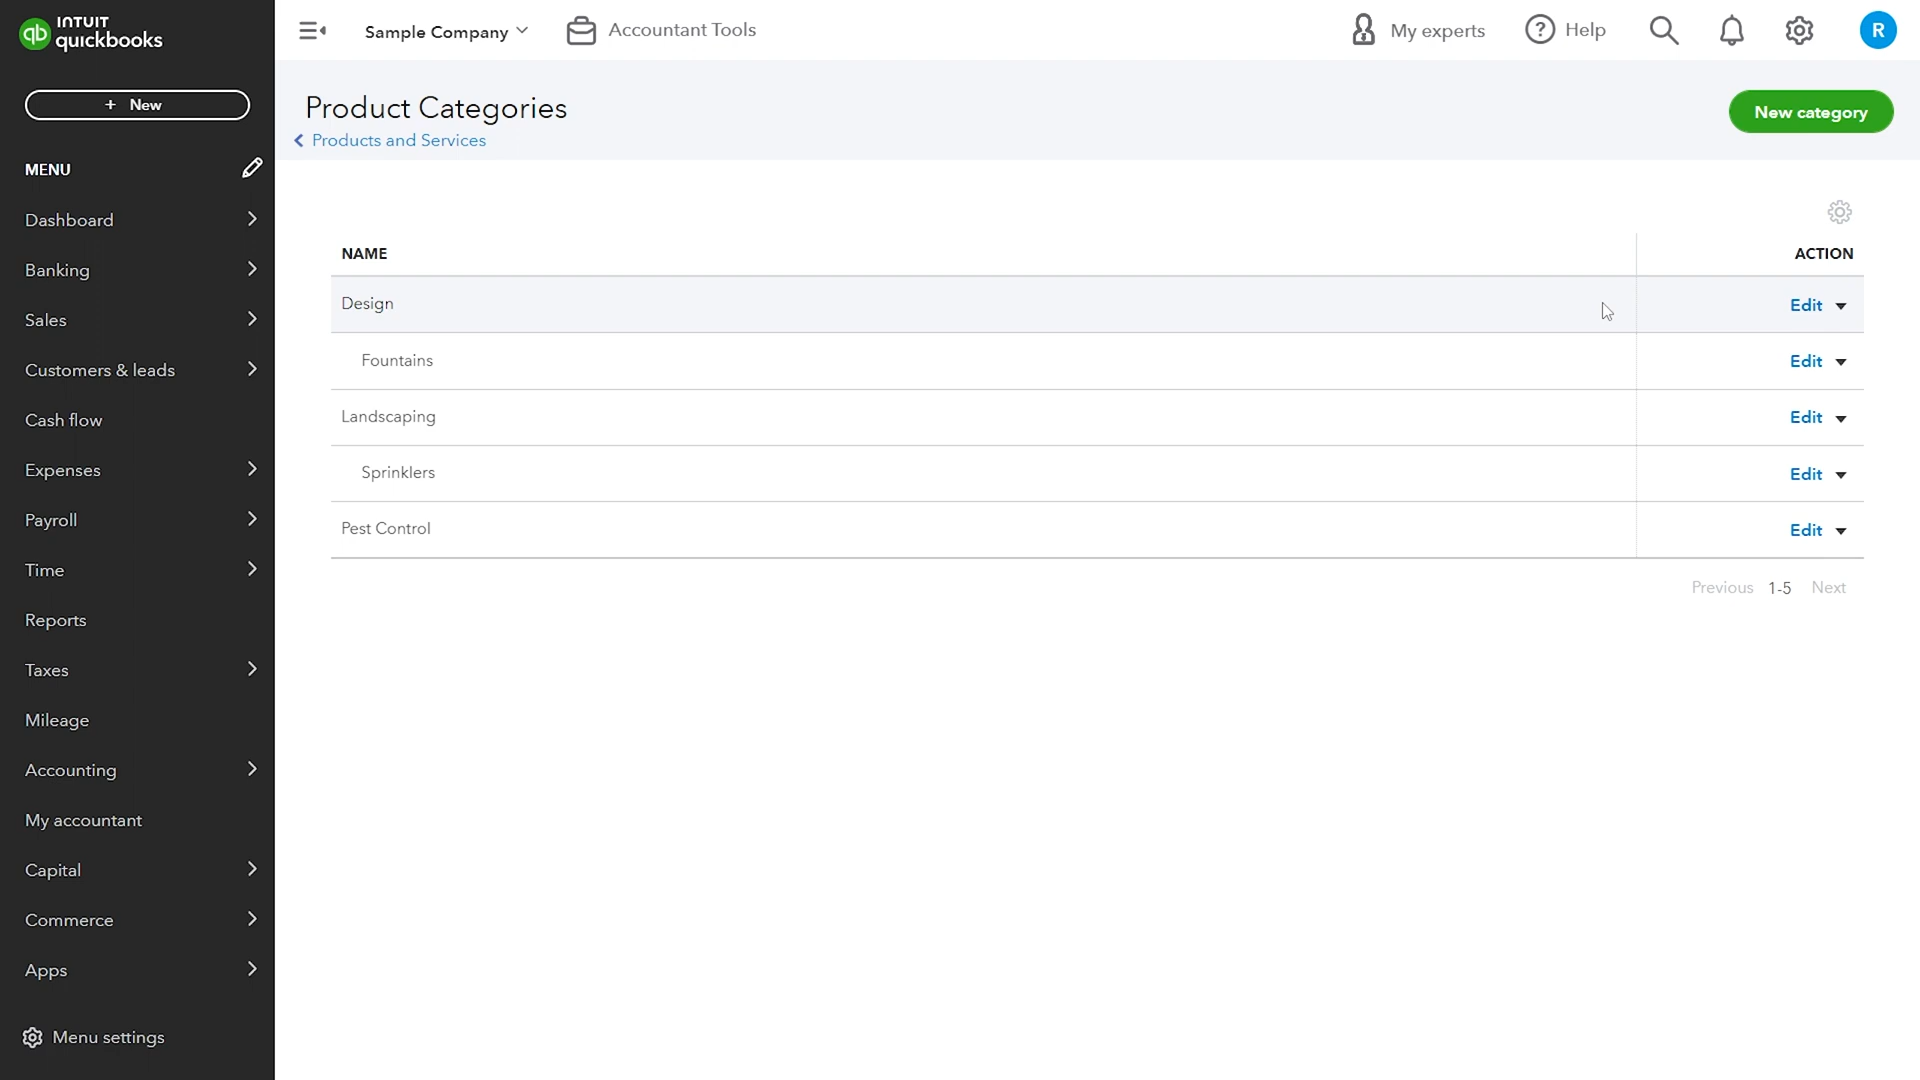 INTUIT
quickbooks
Sample Company
Accountant Tools
My experts
Help
R
+ New
Product Categories
Products and Services
New category
MENU
Dashboard
Banking
Sales
Customers & leads
Cash flow
Expenses
Payroll
Time
Reports
Taxes
Mileage
Accounting
My accountant
Capital
Commerce
Apps
Menu settings
NAME ACTION
Design Edit
Fountains Edit
Landscaping Edit
Sprinklers Edit
Pest Control Edit
Previous 1-5 Next